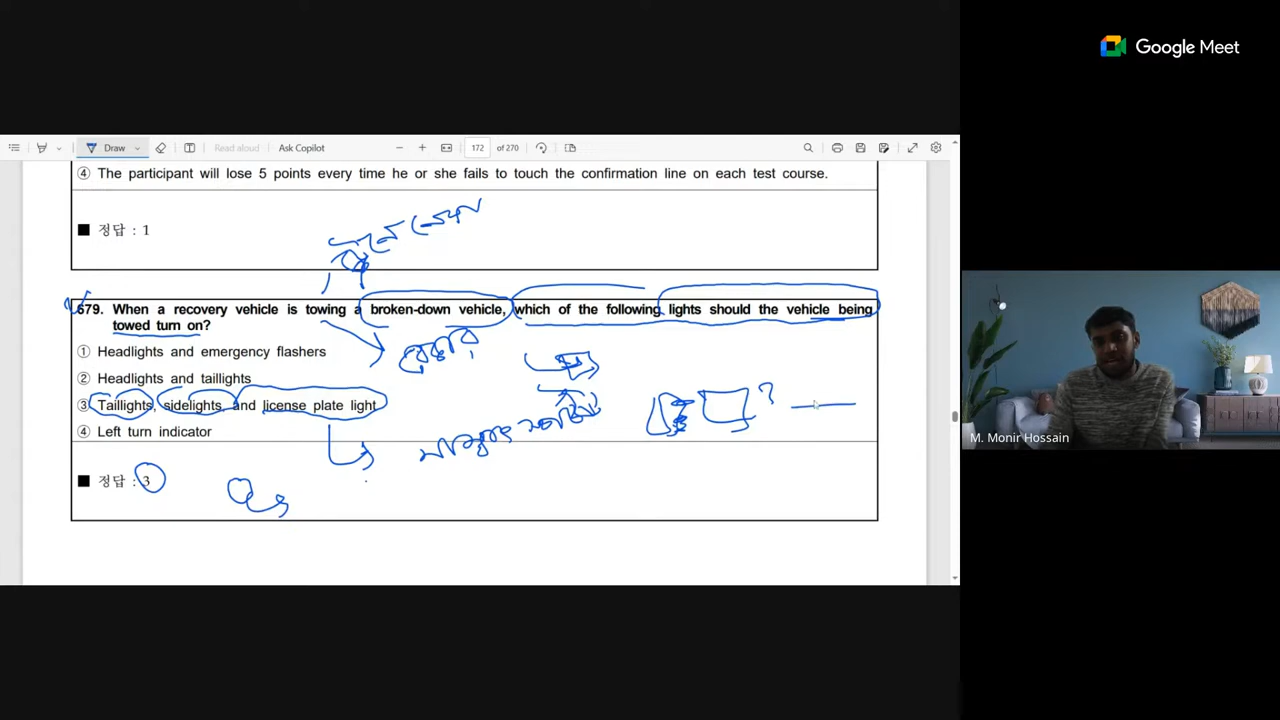 Google Meet
Draw
Read aloud
Ask Copilot
172
of 270
④ The participant will lose 5 points every time he or she fails to touch the confirmation line on each test course.
■ 정답 : 1
679. When a recovery vehicle is towing a broken-down vehicle, which of the following lights should the vehicle being
towed turn on?
① Headlights and emergency flashers
② Headlights and taillights
③ Taillights, sidelights, and license plate light
④ Left turn indicator
■ 정답 : 3
M. Monir Hossain